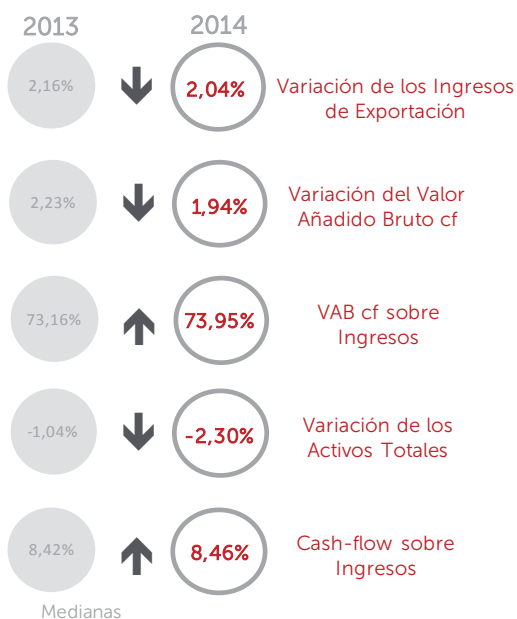 2013
2014
2,16%
2,04%
Variación de los Ingresos
de Exportación
2,23%
1,94%
Variación del Valor
Añadido Bruto cf
73,16%
73,95%
VAB cf sobre
Ingresos
-1,04%
-2,30%
Variación de los
Activos Totales
8,42%
8,46%
Cash-flow sobre
Ingresos
Medianas